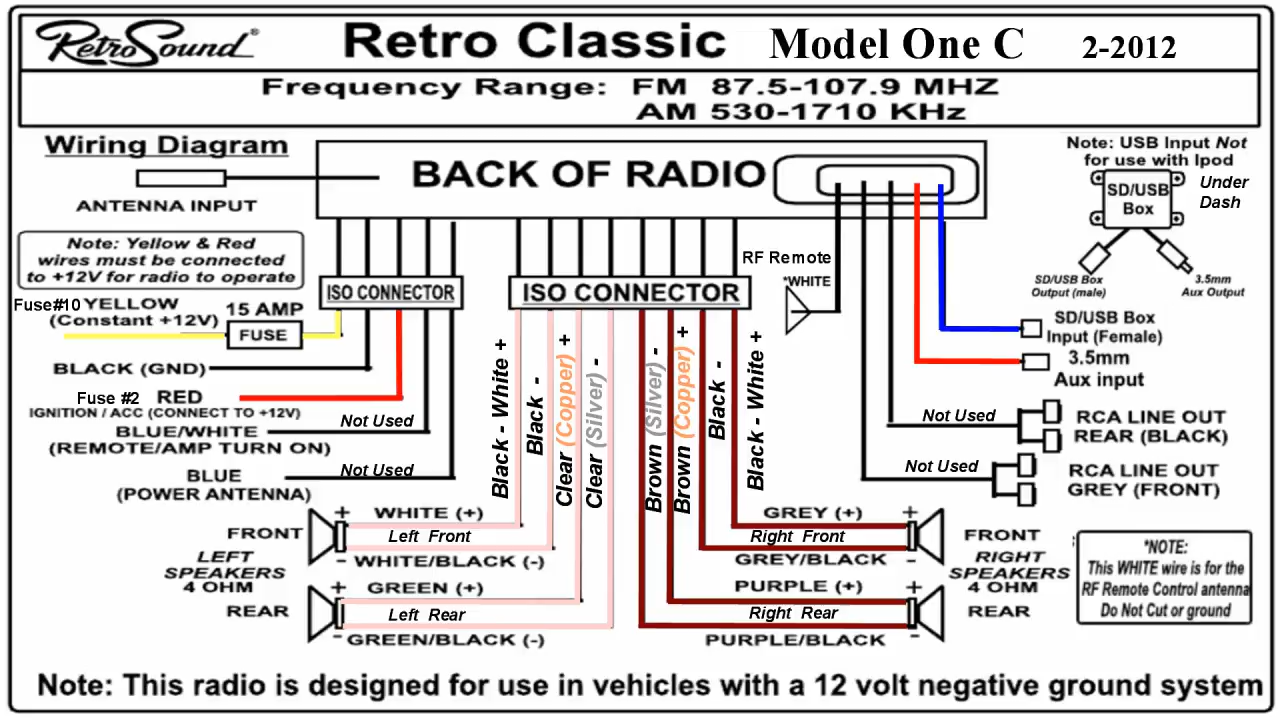 RetroSound®
Retro Classic Model One C 2-2012
Frequency Range: FM 87.5-107.9 MHZ
AM 530-1710 KHz
Wiring Diagram
BACK OF RADIO
ANTENNA INPUT
Note: USB Input Not
for use with Ipod
SD/USB
Box
Under
Dash
SD/USB Box
Output (male)
3.5mm
Aux Output
Note: Yellow & Red
wires must be connected
to +12V for radio to operate
ISO CONNECTOR
ISO CONNECTOR
RF Remote
*WHITE
Fuse#10 YELLOW
(Constant +12V)
15 AMP
FUSE
BLACK (GND)
Fuse #2 RED
IGNITION / ACC (CONNECT TO +12V)
BLUE/WHITE
(REMOTE/AMP TURN ON)
Not Used
BLUE
(POWER ANTENNA)
Not Used
Black - White +
Black -
Clear (Copper) +
Clear (Silver) -
Brown (Silver) -
Brown (Copper) +
Black -
Black - White +
SD/USB Box
Input (Female)
3.5mm
Aux input
Not Used
RCA LINE OUT
REAR (BLACK)
Not Used
RCA LINE OUT
GREY (FRONT)
FRONT
LEFT
SPEAKERS
4 OHM
REAR
+
-
+
-
WHITE (+)
Left Front
WHITE/BLACK (-)
GREEN (+)
Left Rear
GREEN/BLACK (-)
GREY (+)
Right Front
GREY/BLACK
PURPLE (+)
Right Rear
PURPLE/BLACK
+
-
+
-
FRONT
RIGHT
SPEAKERS
4 OHM
REAR
*NOTE:
This WHITE wire is for the
RF Remote Control antenna
Do Not Cut or ground
Note: This radio is designed for use in vehicles with a 12 volt negative ground system